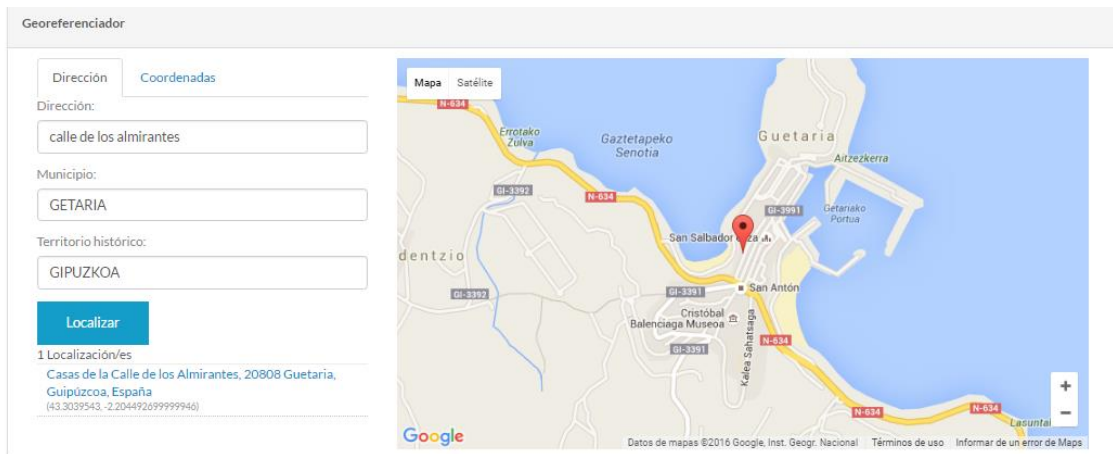 Georeferenciador
Dirección Coordenadas
Dirección:
calle de los almirantes
Municipio:
GETARIA
Territorio histórico:
GIPUZKOA
Localizar
1 Localización/es
Casas de la Calle de los Almirantes, 20808 Guetaria,
Guipúzcoa, España
(43.3039543, -2.204492699999946)
Mapa Satélite
N-634
Errotako
Zulva
Gaztetapeko
Senotia
Guetaria
Aitzezkerra
GI-3392
N-634
GI-3991
Getariako
Portua
San Salbador
dentzio
GI-3392
GI-3391
San Antón
Cristóbal
Balenciaga Museoa
GI-3391
Kalea Sahatsaga
N-634
N-634
N-634
Lasuntai
+
−
Google
Datos de mapas ©2016 Google, Inst. Geogr. Nacional Términos de uso Informar de un error de Maps